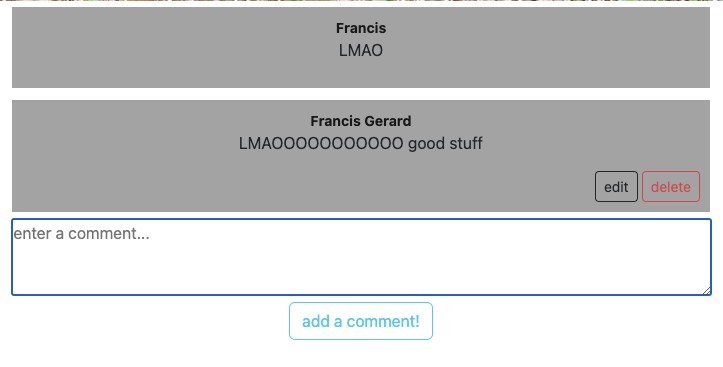 Francis
LMAO
Francis Gerard
LMAOOOOOOOOOOO good stuff
edit delete
enter a comment...
add a comment!